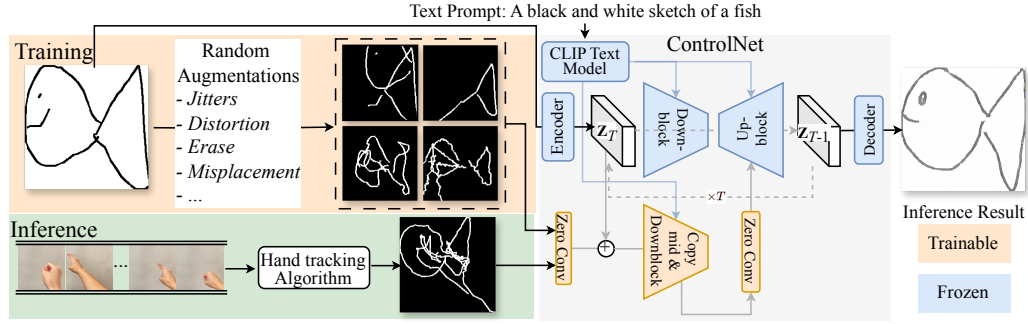 Text Prompt: A black and white sketch of a fish
Training
Random
Augmentations
- Jitters
- Distortion
- Erase
- Misplacement
- ...
CLIP Text
Model
ControlNet
Encoder
z_T
Down-
block
Up-
block
z_{T-1}
Decoder
×T
Inference
...
Hand tracking
Algorithm
Zero Conv
+
Copy
mid &
Downblock
Zero Conv
Inference Result
Trainable
Frozen